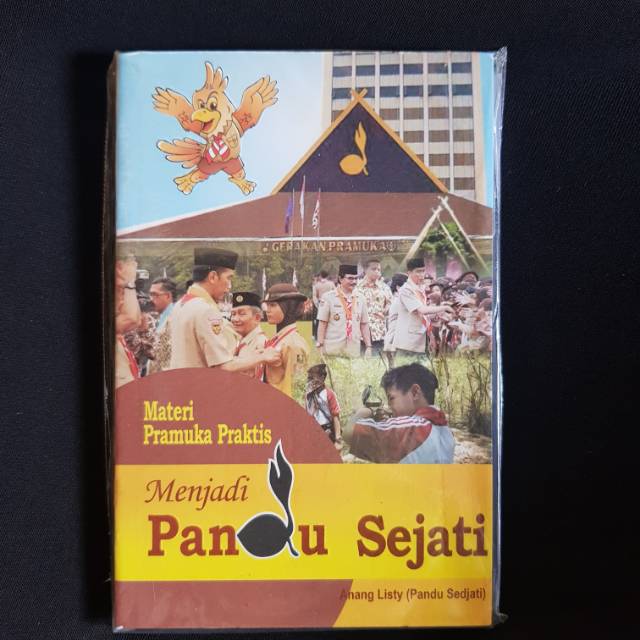 GERAKAN PRAMUKA
Materi
Pramuka Praktis
Menjadi
Pandu Sejati
Anang Listy (Pandu Sedjati)